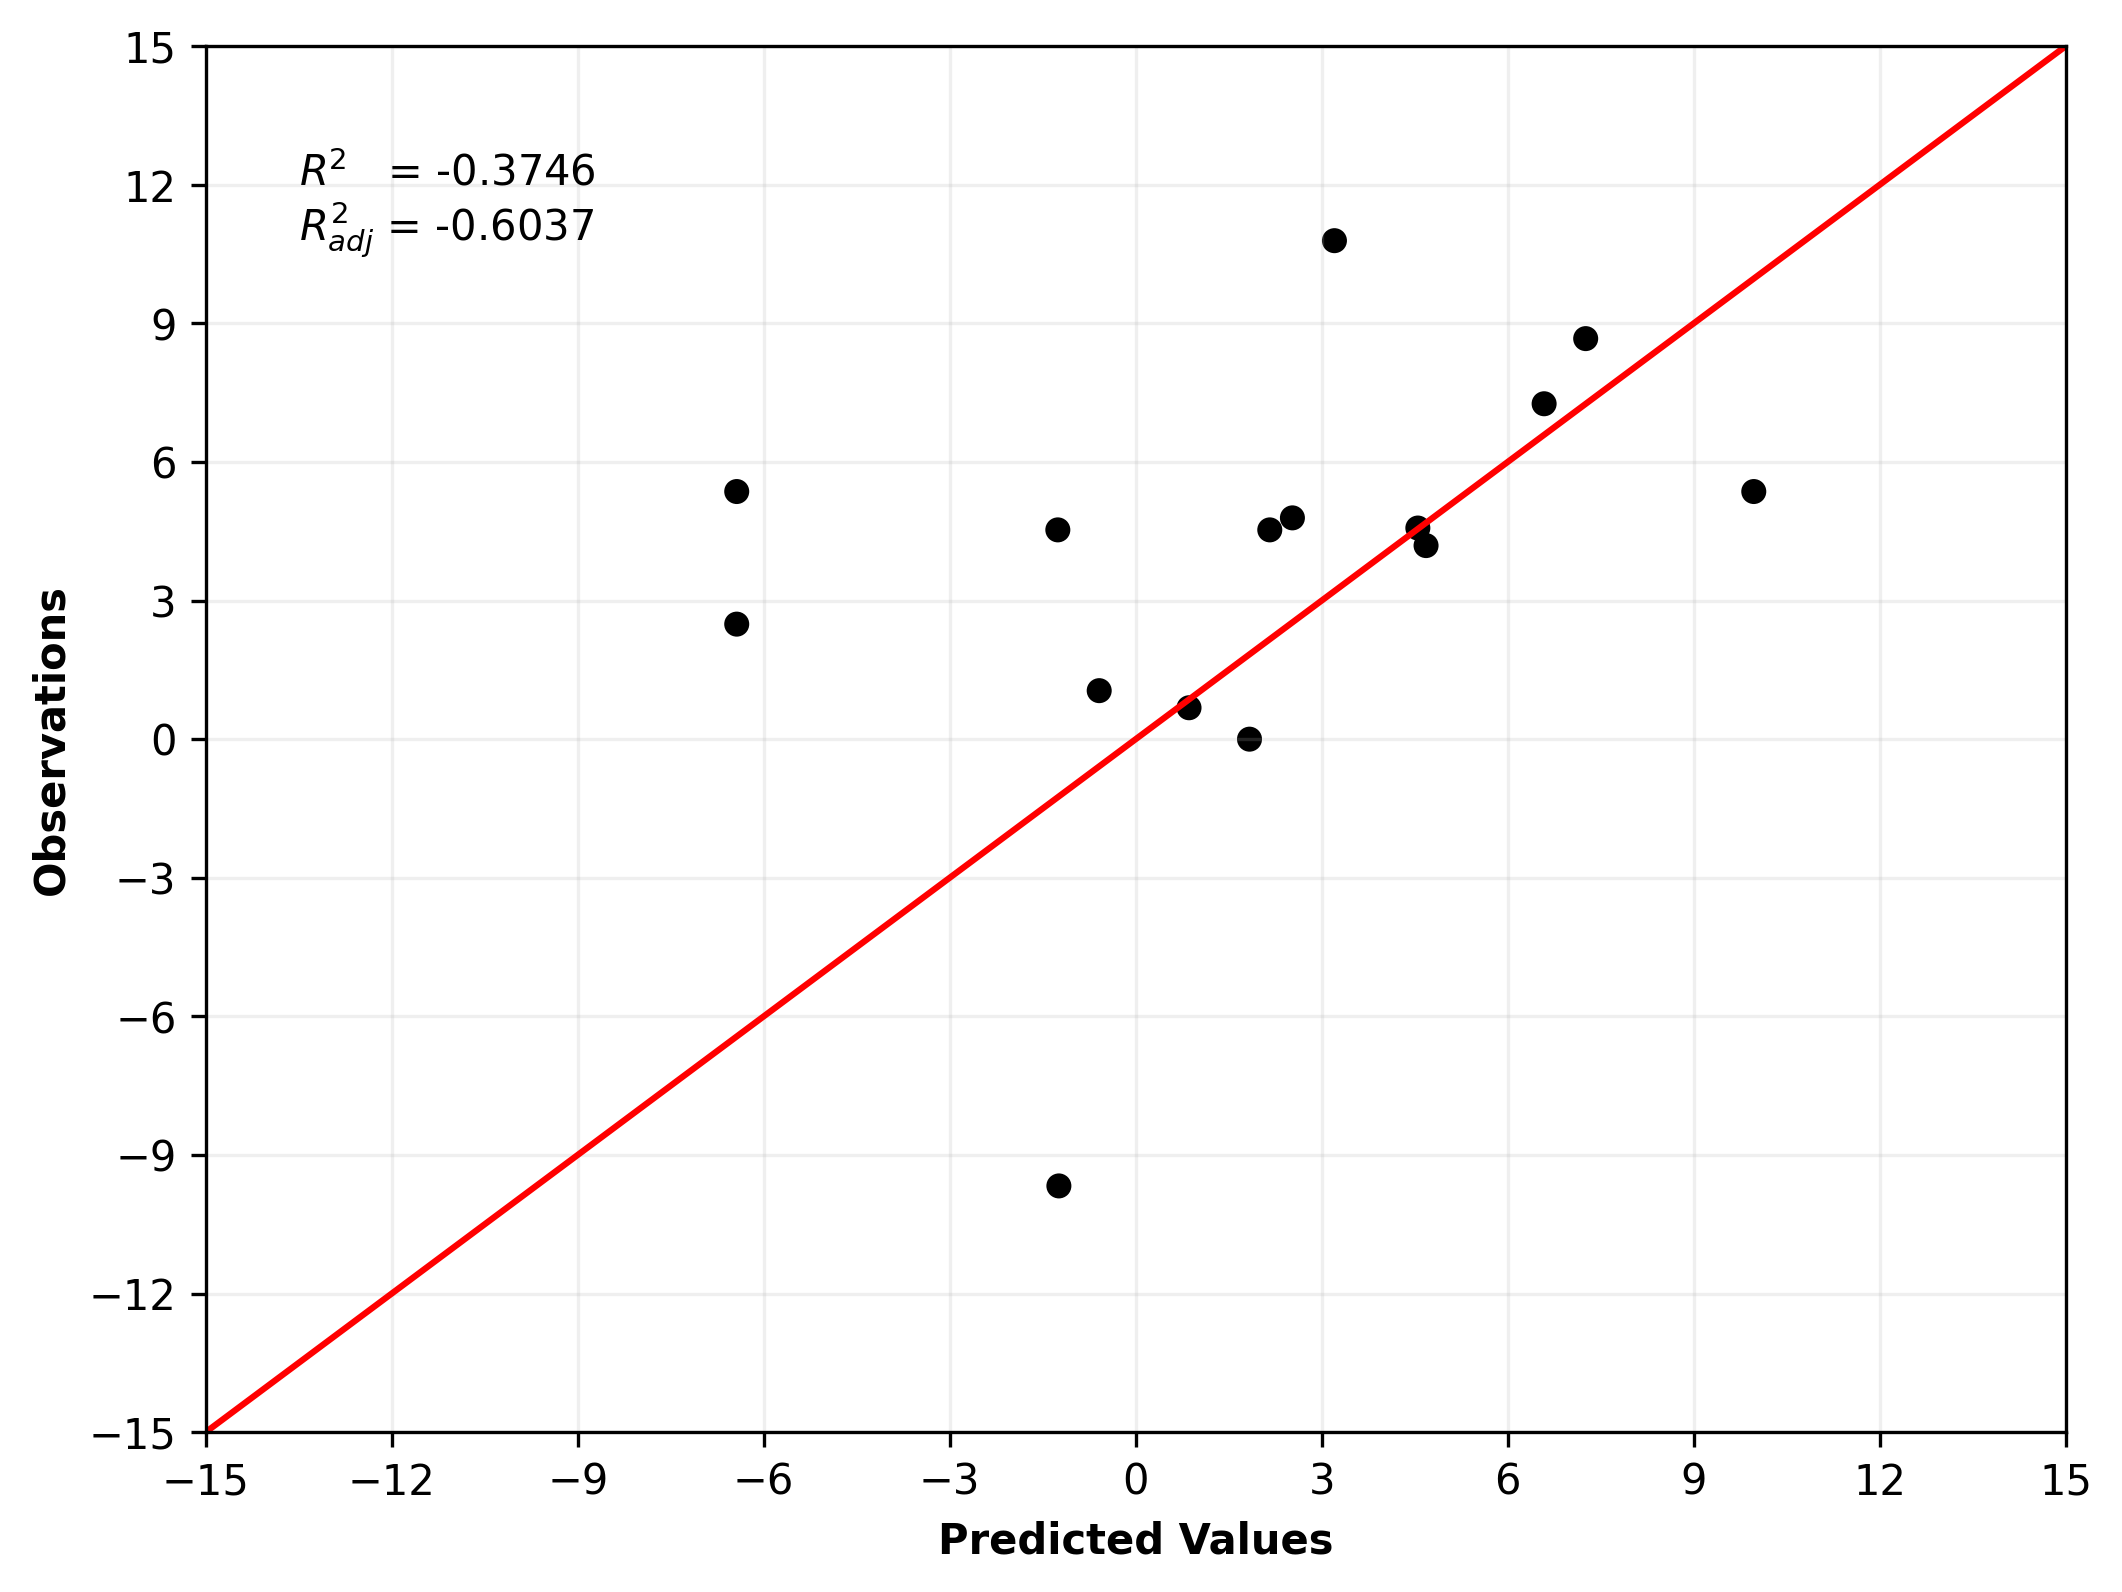 R² = -0.3746
R²adj = -0.6037
15
12
9
6
3
0
−3
−6
−9
−12
−15
Observations
−15 −12 −9 −6 −3 0 3 6 9 12 15
Predicted Values